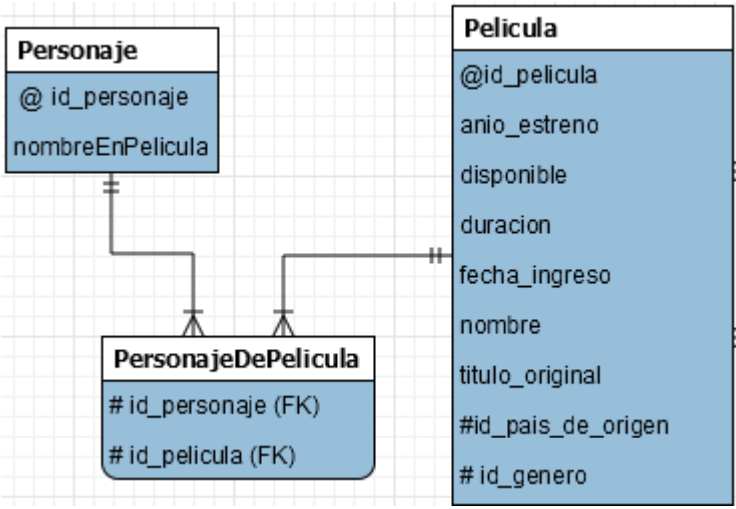 Personaje
@ id_personaje
nombreEnPelicula
Pelicula
@id_pelicula
anio_estreno
disponible
duracion
fecha_ingreso
nombre
titulo_original
#id_pais_de_origen
# id_genero
PersonajeDePelicula
# id_personaje (FK)
# id_pelicula (FK)